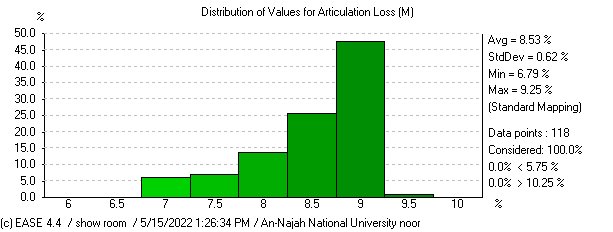 Distribution of Values for Articulation Loss (M)
%
50.0
45.0
40.0
35.0
30.0
25.0
20.0
15.0
10.0
5.0
0.0
6 6.5 7 7.5 8 8.5 9 9.5 10 %
Avg = 8.53 %
StdDev = 0.62 %
Min = 6.79 %
Max = 9.25 %
(Standard Mapping)
Data points : 118
Considered: 100.0%
0.0% < 5.75 %
0.0% > 10.25 %
(c) EASE 4.4 / show room / 5/15/2022 1:26:34 PM / An-Najah National University noor